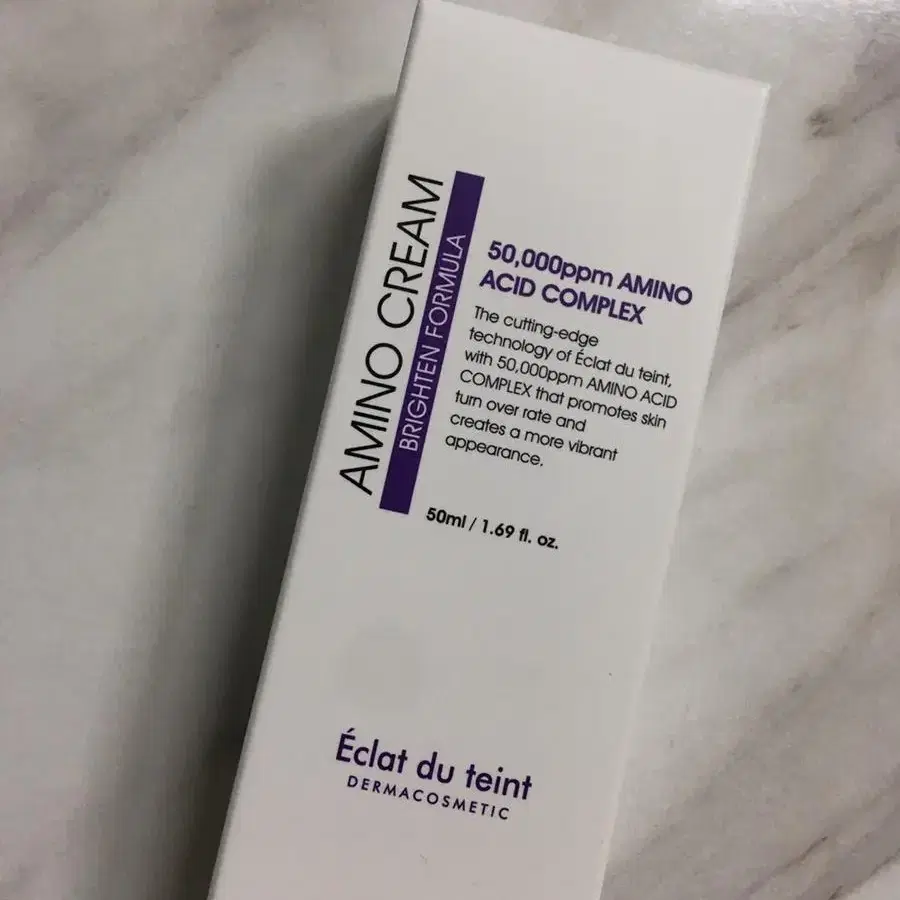 AMINO CREAM
BRIGHTEN FORMULA
50,000ppm AMINO
ACID COMPLEX
The cutting-edge
technology of Éclat du teint,
with 50,000ppm AMINO ACID
COMPLEX that promotes skin
turn over rate and
creates a more vibrant
appearance.
50ml / 1.69 fl. oz.
Éclat du teint
DERMACOSMETIC